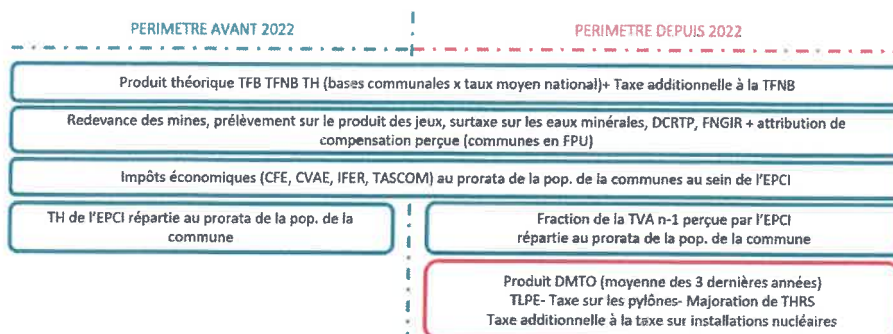 PERIMETRE AVANT 2022
PERIMETRE DEPUIS 2022
Produit théorique TFB TFNB TH (bases communales x taux moyen national)+ Taxe additionnelle à la TFNB
Redevance des mines, prélèvement sur le produit des jeux, surtaxe sur les eaux minérales, DCRTP, FNGIR + attribution de
compensation perçue (communes en FPU)
Impôts économiques (CFE, CVAE, IFER, TASCOM) au prorata de la pop. de la communes au sein de l'EPCI
TH de l'EPCI répartie au prorata de la pop. de la
commune
Fraction de la TVA n-1 perçue par l'EPCI
répartie au prorata de la pop. de la commune
Produit DMTO (moyenne des 3 dernières années)
TLPE- Taxe sur les pylônes- Majoration de THRS
Taxe additionnelle à la taxe sur installations nucléaires